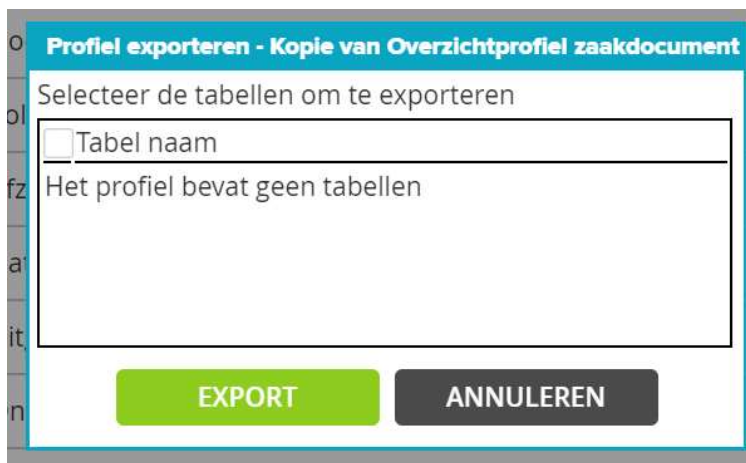 Profiel exporteren - Kopie van Overzichtprofiel zaakdocument
Selecteer de tabellen om te exporteren
Tabel naam
Het profiel bevat geen tabellen
EXPORT ANNULEREN